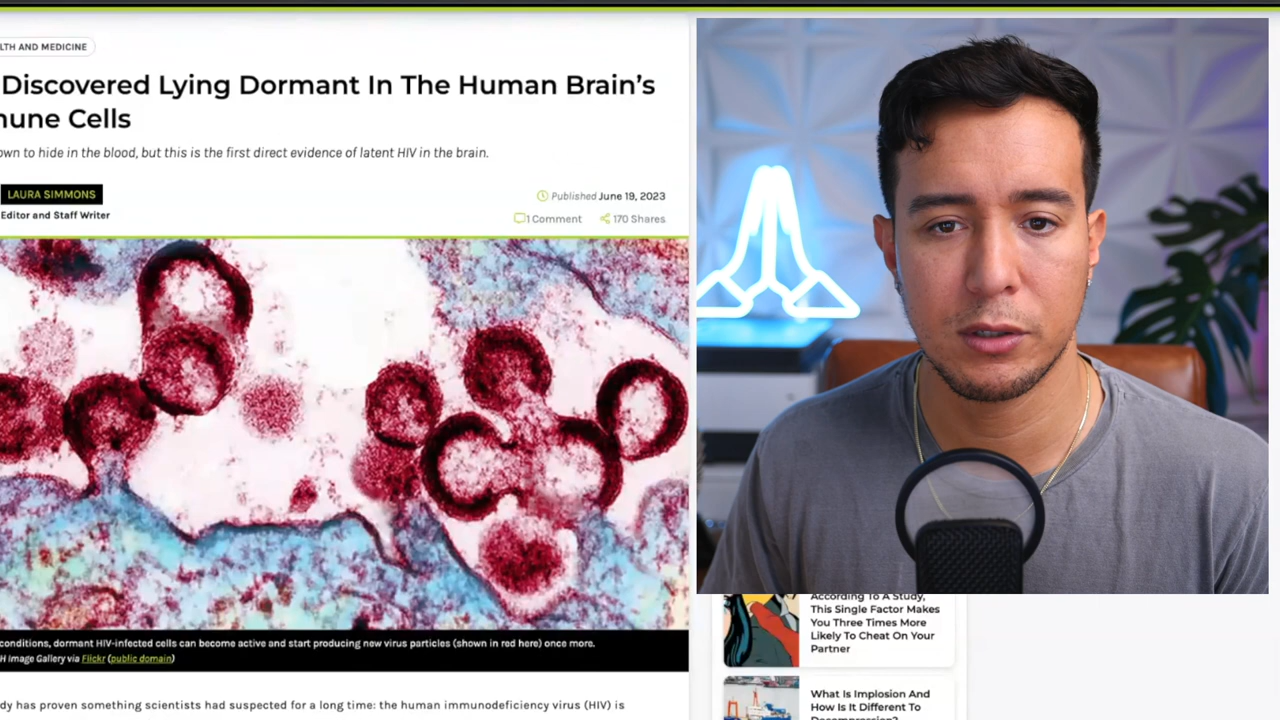 LTH AND MEDICINE
Discovered Lying Dormant In The Human Brain's
nune Cells
own to hide in the blood, but this is the first direct evidence of latent HIV in the brain.
LAURA SIMMONS
Editor and Staff Writer
Published June 19, 2023
1 Comment
170 Shares
conditions, dormant HIV-infected cells can become active and start producing new virus particles (shown in red here) once more.
H Image Gallery via Flickr (public domain)
dy has proven something scientists had suspected for a long time: the human immunodeficiency virus (HIV) is
According To A Study,
This Single Factor Makes
You Three Times More
Likely To Cheat On Your
Partner
What Is Implosion And
How Is It Different To
Decompression?